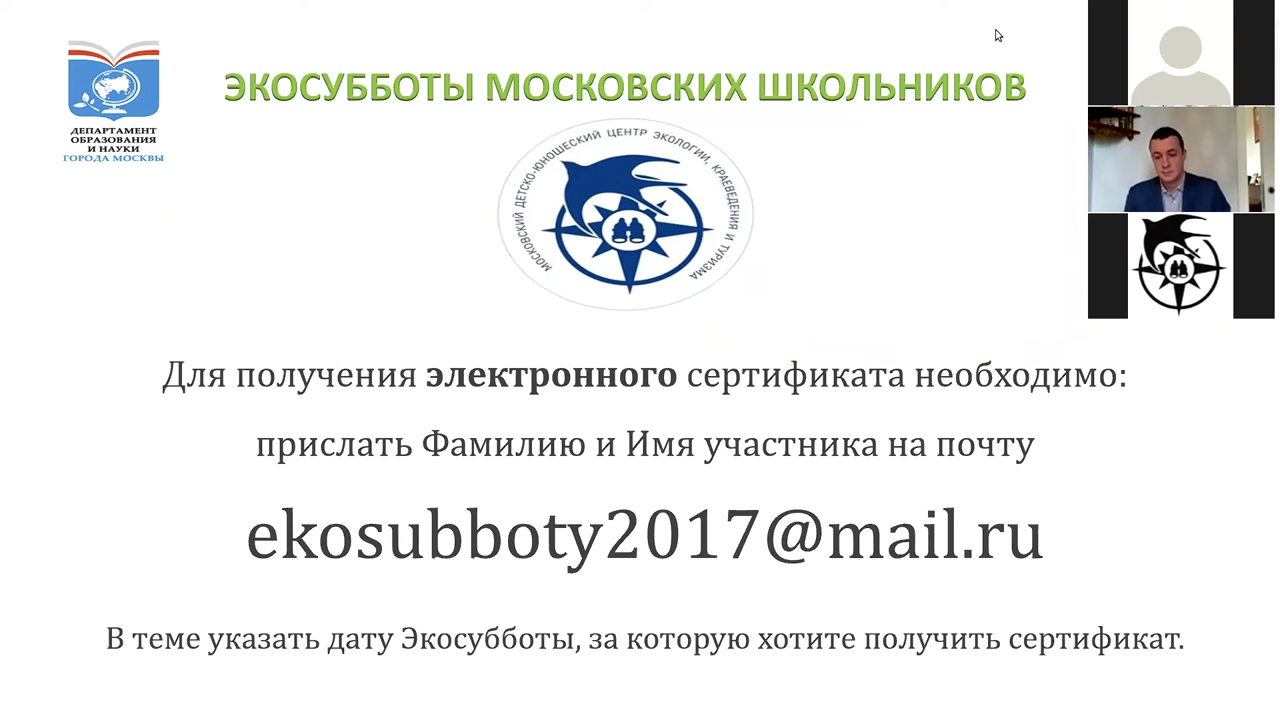 ДЕПАРТАМЕНТ
ОБРАЗОВАНИЯ
И НАУКИ
ГОРОДА МОСКВЫ
ЭКОСУББОТЫ МОСКОВСКИХ ШКОЛЬНИКОВ
МОСКОВСКИЙ ДЕТСКО-ЮНОШЕСКИЙ ЦЕНТР ЭКОЛОГИИ, КРАЕВЕДЕНИЯ И ТУРИЗМА
Для получения электронного сертификата необходимо:
прислать Фамилию и Имя участника на почту
ekosubboty2017@mail.ru
В теме указать дату Экосубботы, за которую хотите получить сертификат.